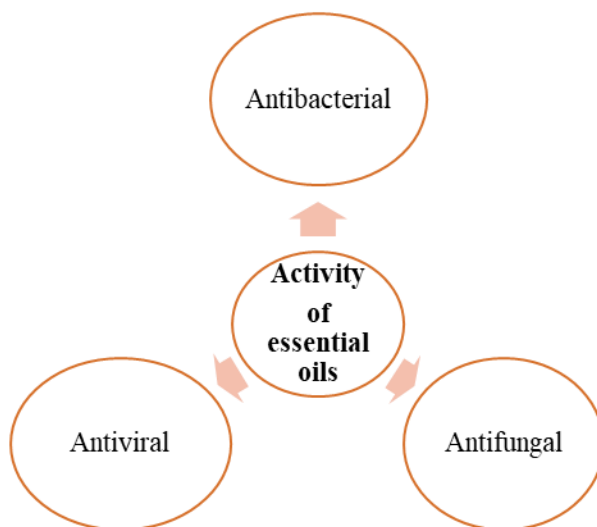 Antibacterial
Activity
of
essential
oils
Antiviral
Antifungal